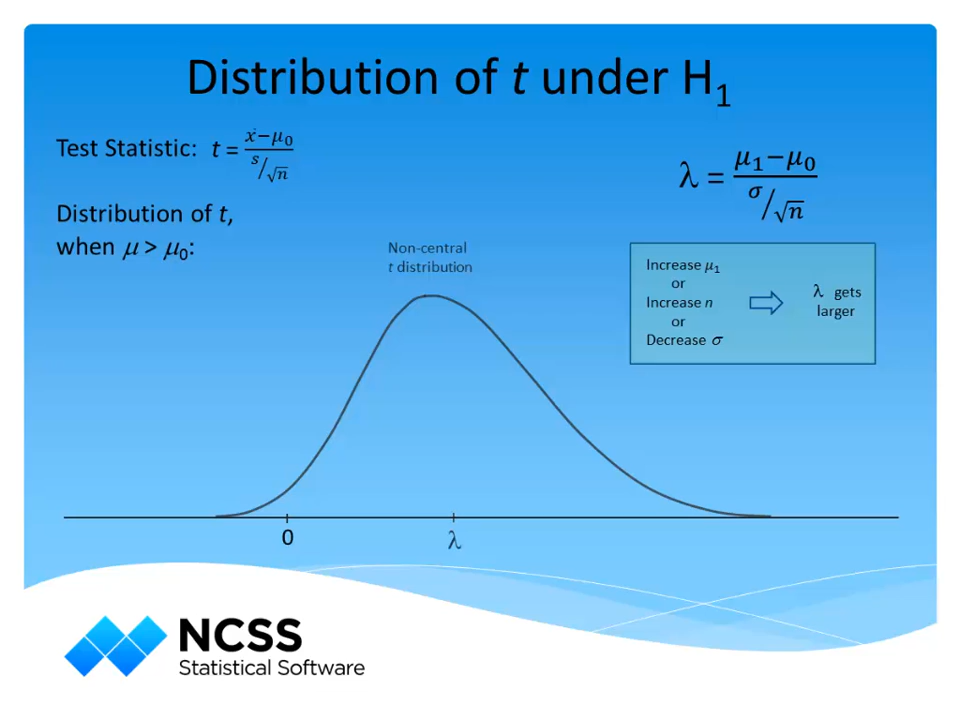 Distribution of t under H₁
Test Statistic: t = (x̄−μ₀)/(s/√n)
λ = (μ₁−μ₀)/(σ/√n)
Distribution of t,
when μ > μ₀:
Non-central
t distribution
Increase μ₁
or
Increase n
or
Decrease σ
λ gets
larger
0
λ
NCSS
Statistical Software